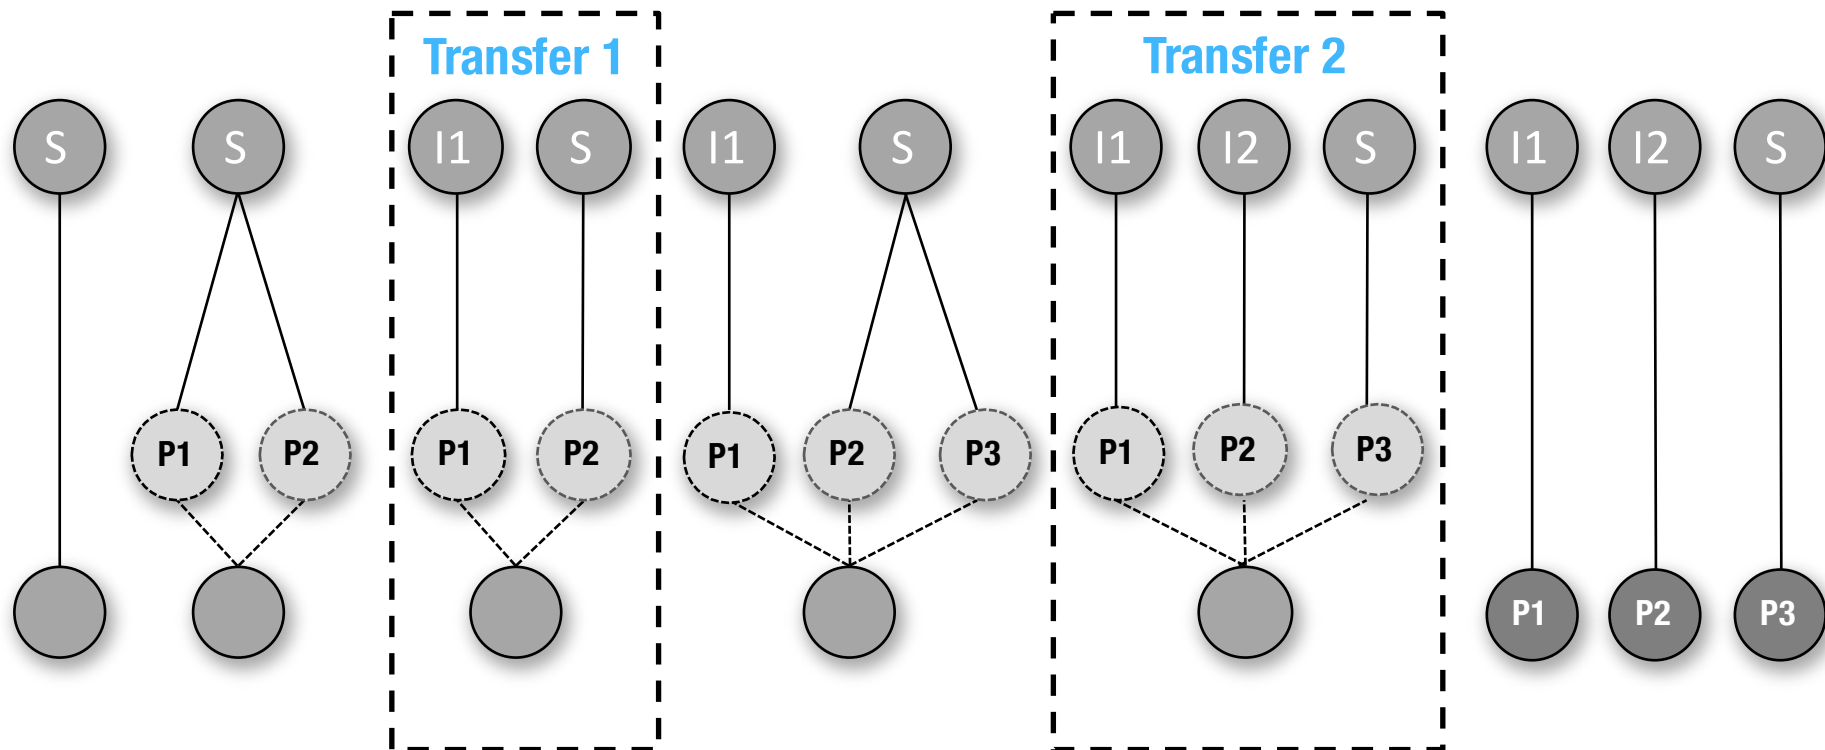 Transfer 1
Transfer 2
S S I1 S I1 S I1 I2 S I1 I2 S
P1 P2 P1 P2 P1 P2 P3 P1 P2 P3
P1 P2 P3